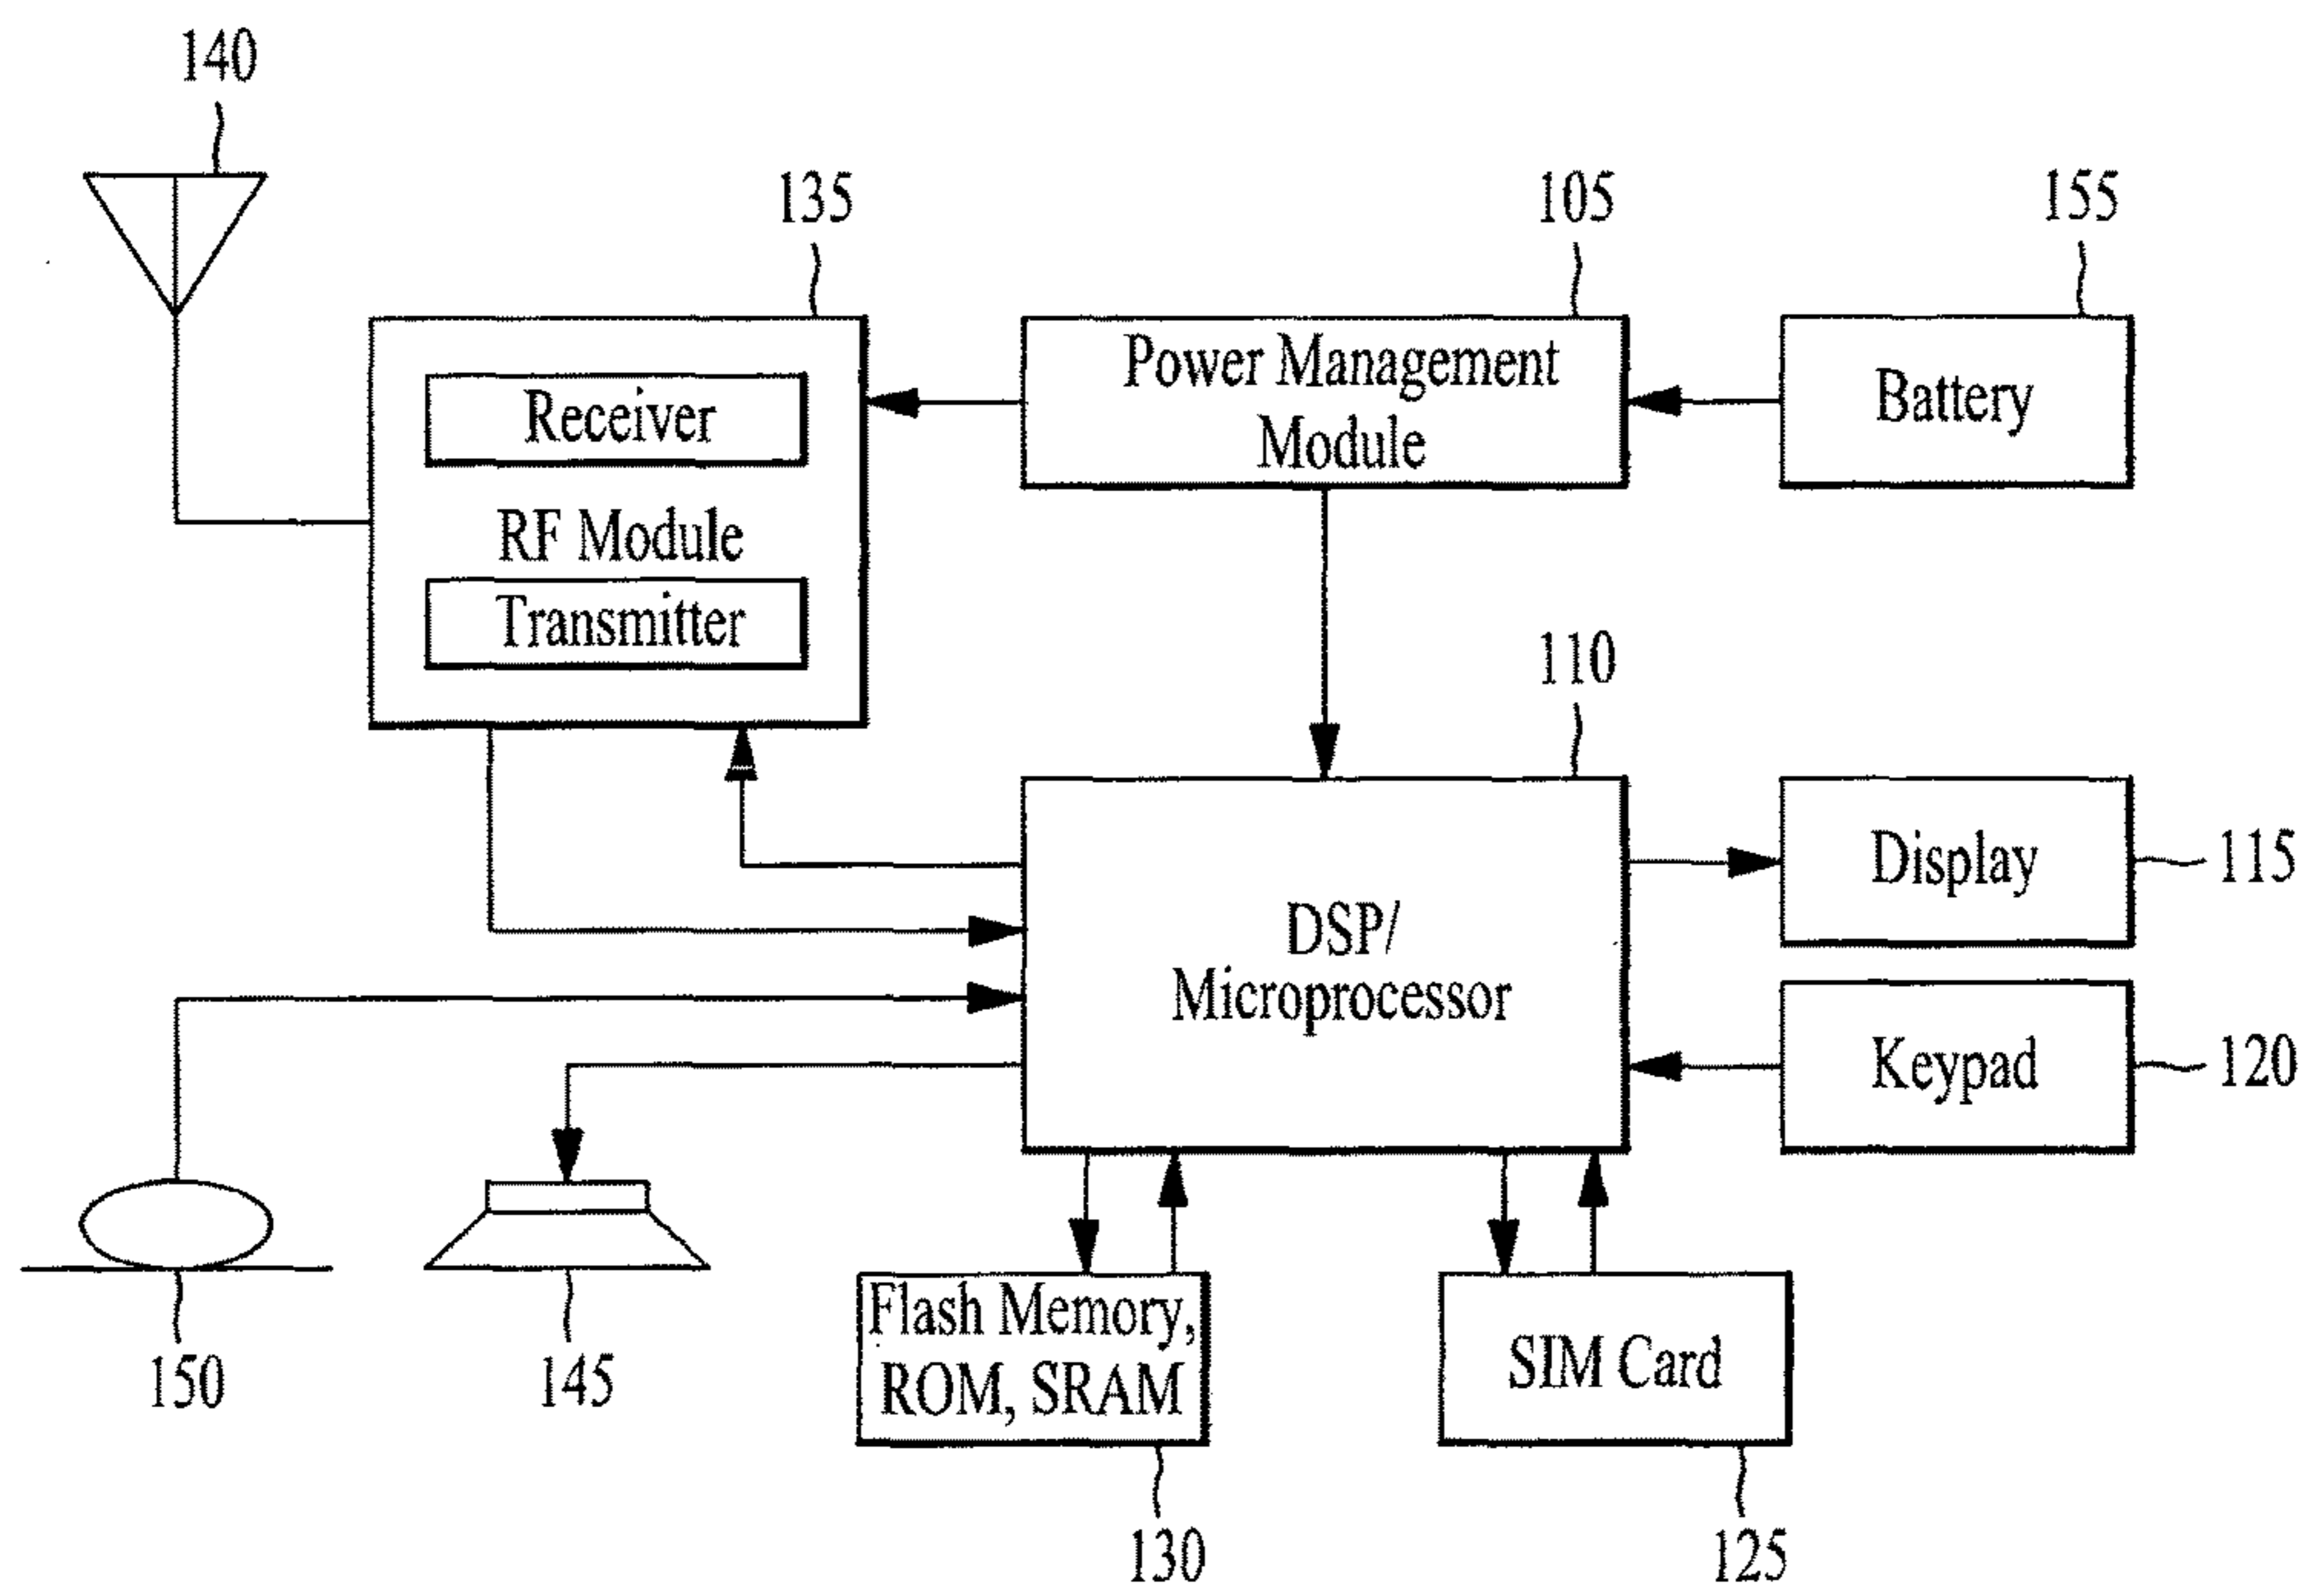 140
135
105
155
Receiver
RF Module
Transmitter
Power Management
Module
Battery
110
DSP/
Microprocessor
Display
115
Keypad
120
150
145
Flash Memory,
ROM, SRAM
SIM Card
130
125